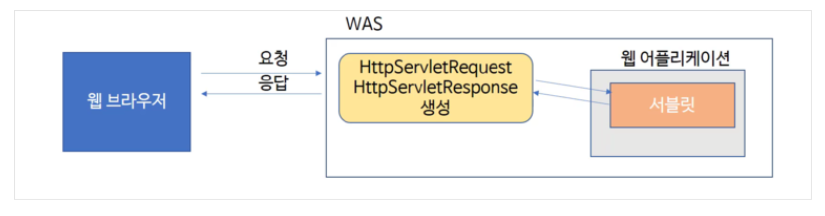 WAS
웹 브라우저
요청
응답
HttpServletRequest
HttpServletResponse
생성
웹 어플리케이션
서블릿